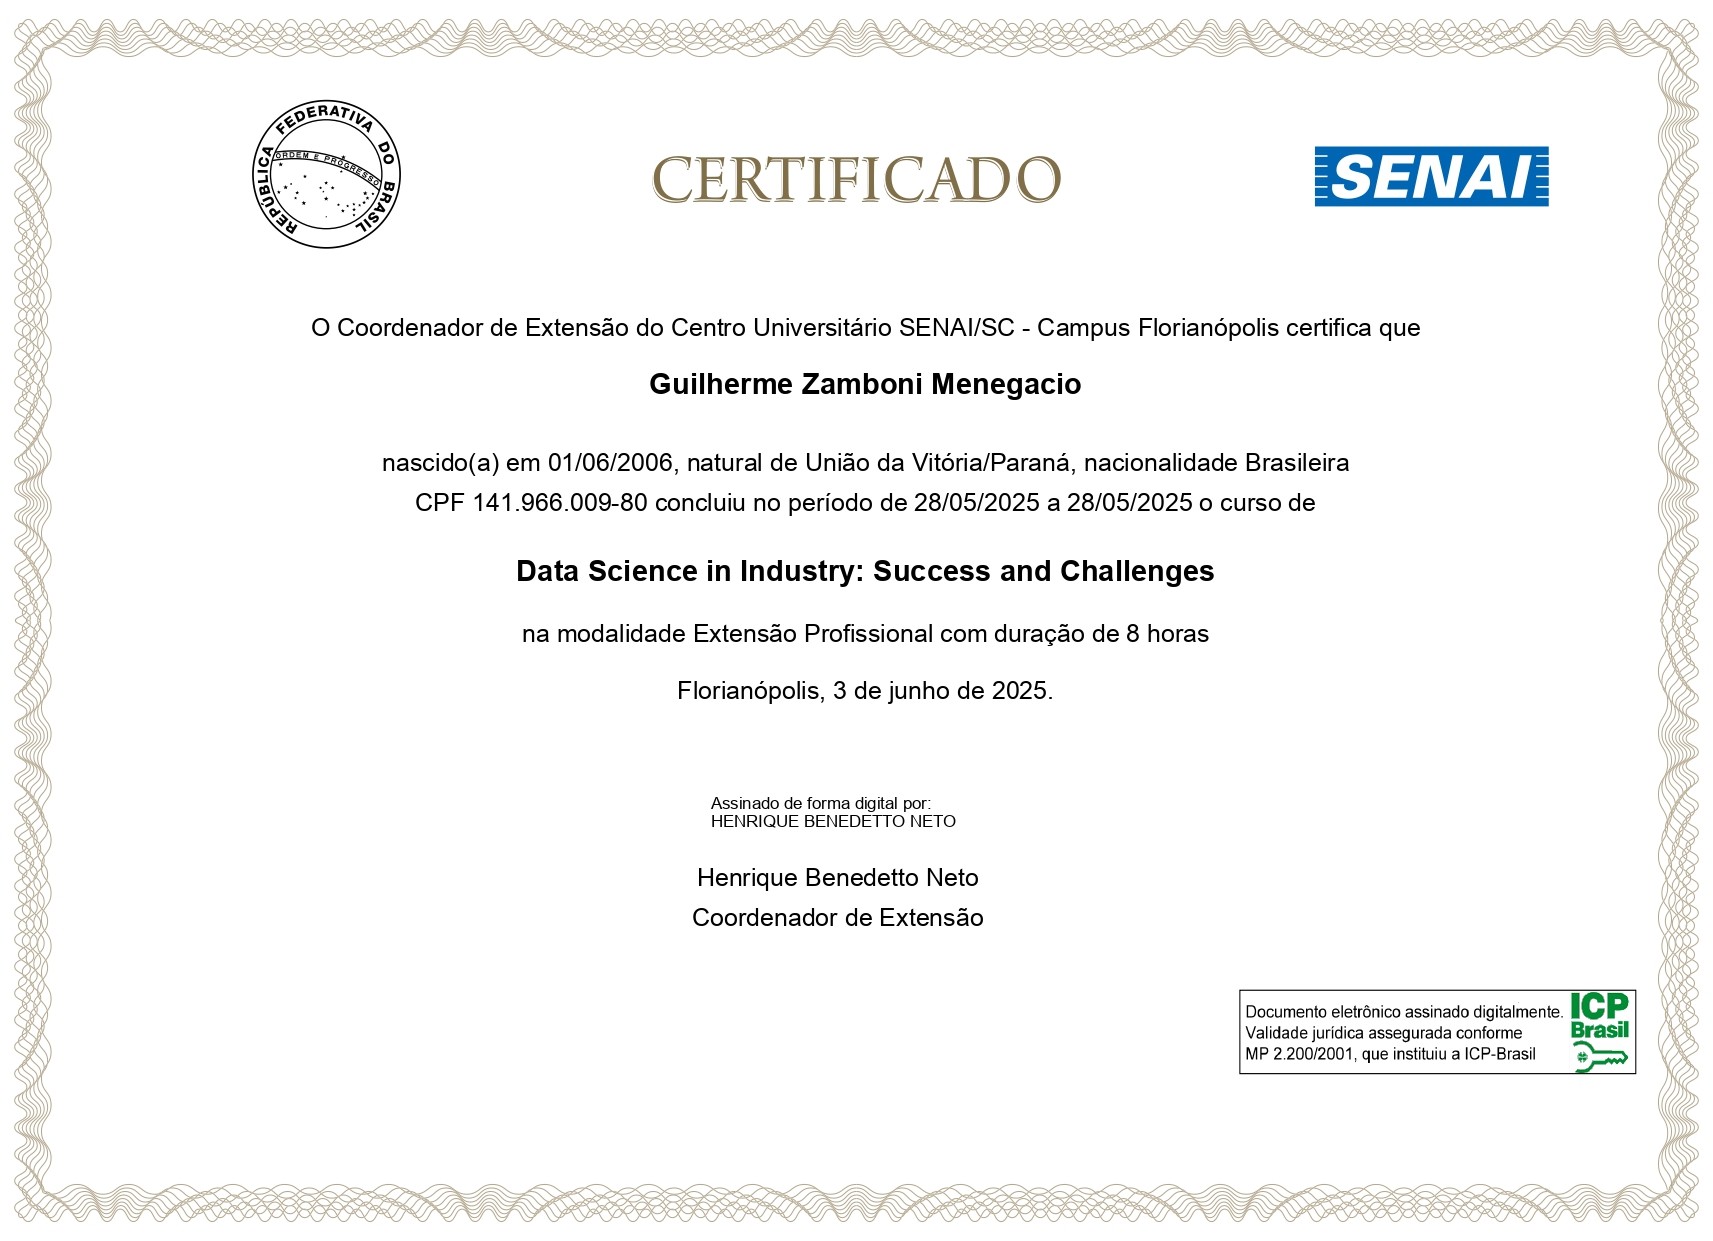 REPÚBLICA FEDERATIVA DO BRASIL
ORDEM E PROGRESSO
CERTIFICADO
SENAI
O Coordenador de Extensão do Centro Universitário SENAI/SC - Campus Florianópolis certifica que
Guilherme Zamboni Menegacio
nascido(a) em 01/06/2006, natural de União da Vitória/Paraná, nacionalidade Brasileira
CPF 141.966.009-80 concluiu no período de 28/05/2025 a 28/05/2025 o curso de
Data Science in Industry: Success and Challenges
na modalidade Extensão Profissional com duração de 8 horas
Florianópolis, 3 de junho de 2025.
Assinado de forma digital por:
HENRIQUE BENEDETTO NETO
Henrique Benedetto Neto
Coordenador de Extensão
Documento eletrônico assinado digitalmente.
Validade jurídica assegurada conforme
MP 2.200/2001, que instituiu a ICP-Brasil
ICP
Brasil